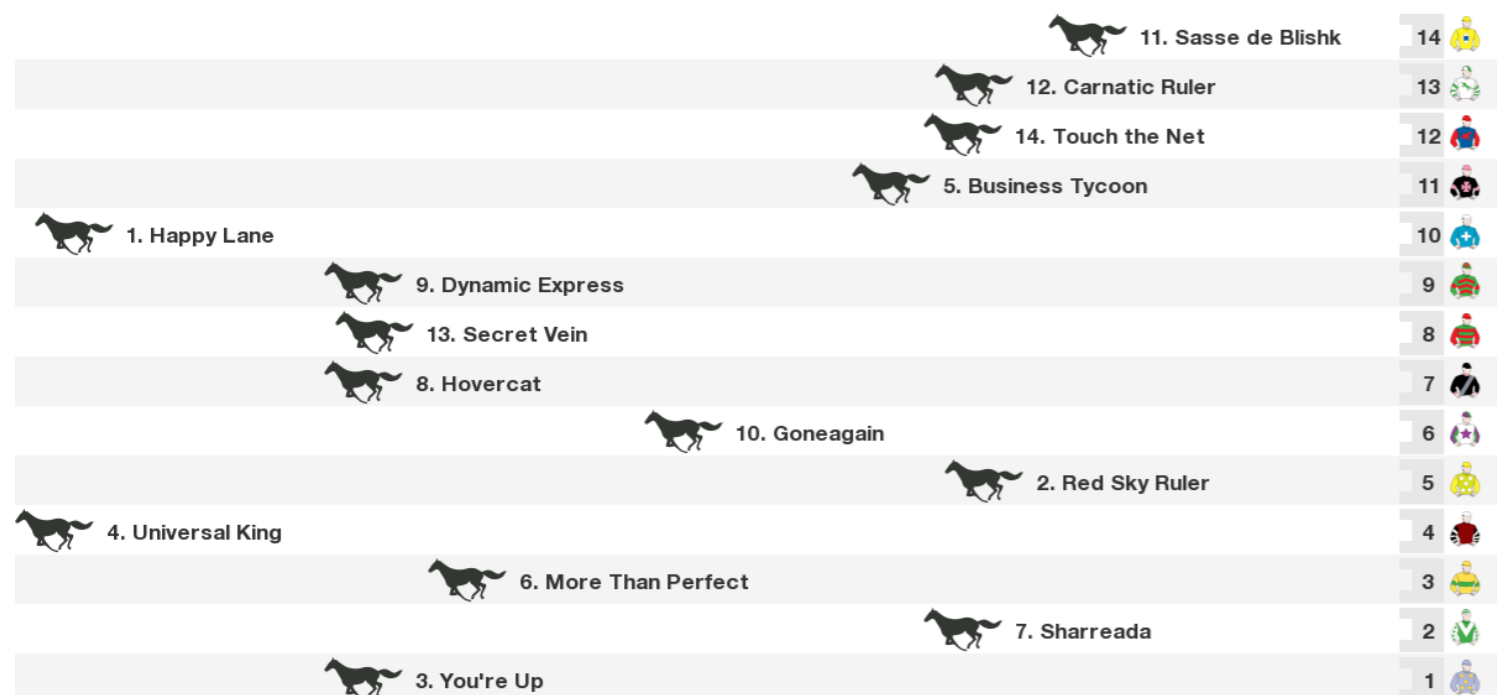 11. Sasse de Blishk 14
12. Carnatic Ruler 13
14. Touch the Net 12
5. Business Tycoon 11
1. Happy Lane 10
9. Dynamic Express 9
13. Secret Vein 8
8. Hovercat 7
10. Goneagain 6
2. Red Sky Ruler 5
4. Universal King 4
6. More Than Perfect 3
7. Sharreada 2
3. You're Up 1